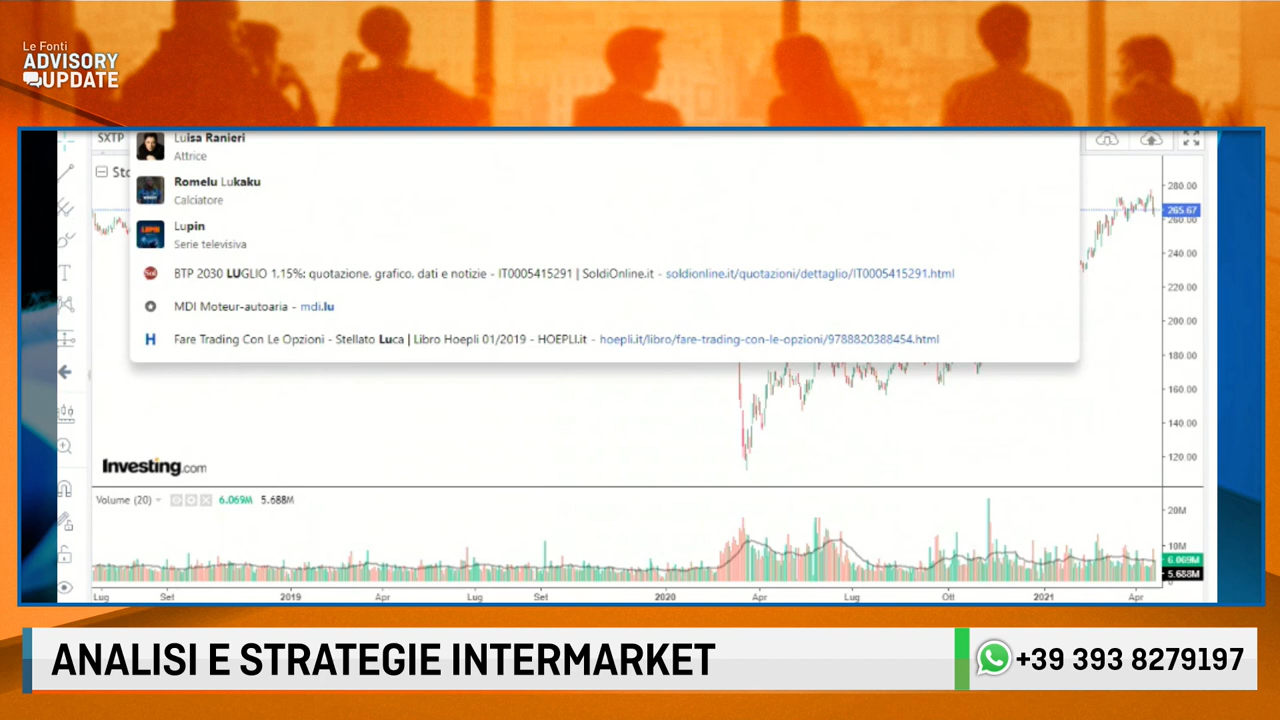 Le Fonti
ADVISORY
UPDATE
SXTP
Luisa Ranieri
Attrice
Sto
Romelu Lukaku
Calciatore
Lupin
Serie televisiva
BTP 2030 LUGLIO 1.15%: quotazione, grafico, dati e notizie - IT0005415291 | SoldiOnline.it - soldionline.it/quotazioni/dettaglio/IT0005415291.html
MDI Moteur-autoaria - mdi.lu
Fare Trading Con Le Opzioni - Stellato Luca | Libro Hoepli 01/2019 - HOEPLI.it - hoepli.it/libro/fare-trading-con-le-opzioni/9788820388454.html
280.00
265.67
260.00
240.00
220.00
200.00
180.00
160.00
140.00
120.00
Investing.com
Volume (20) 6.069M 5.688M
20M
10M
6.069M
5.688M
Lug Set 2019 Apr Lug Set 2020 Apr Lug Ott 2021 Apr
ANALISI E STRATEGIE INTERMARKET
+39 393 8279197